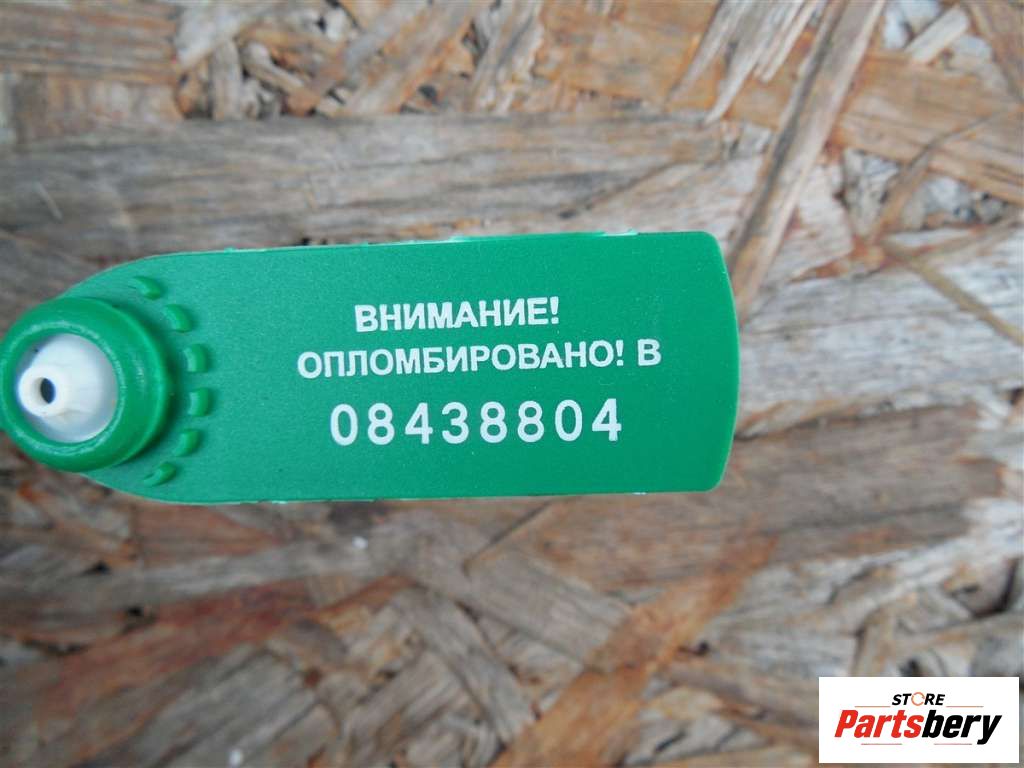 ВНИМАНИЕ!
ОПЛОМБИРОВАНО! В
08438804
STORE
Partsbery